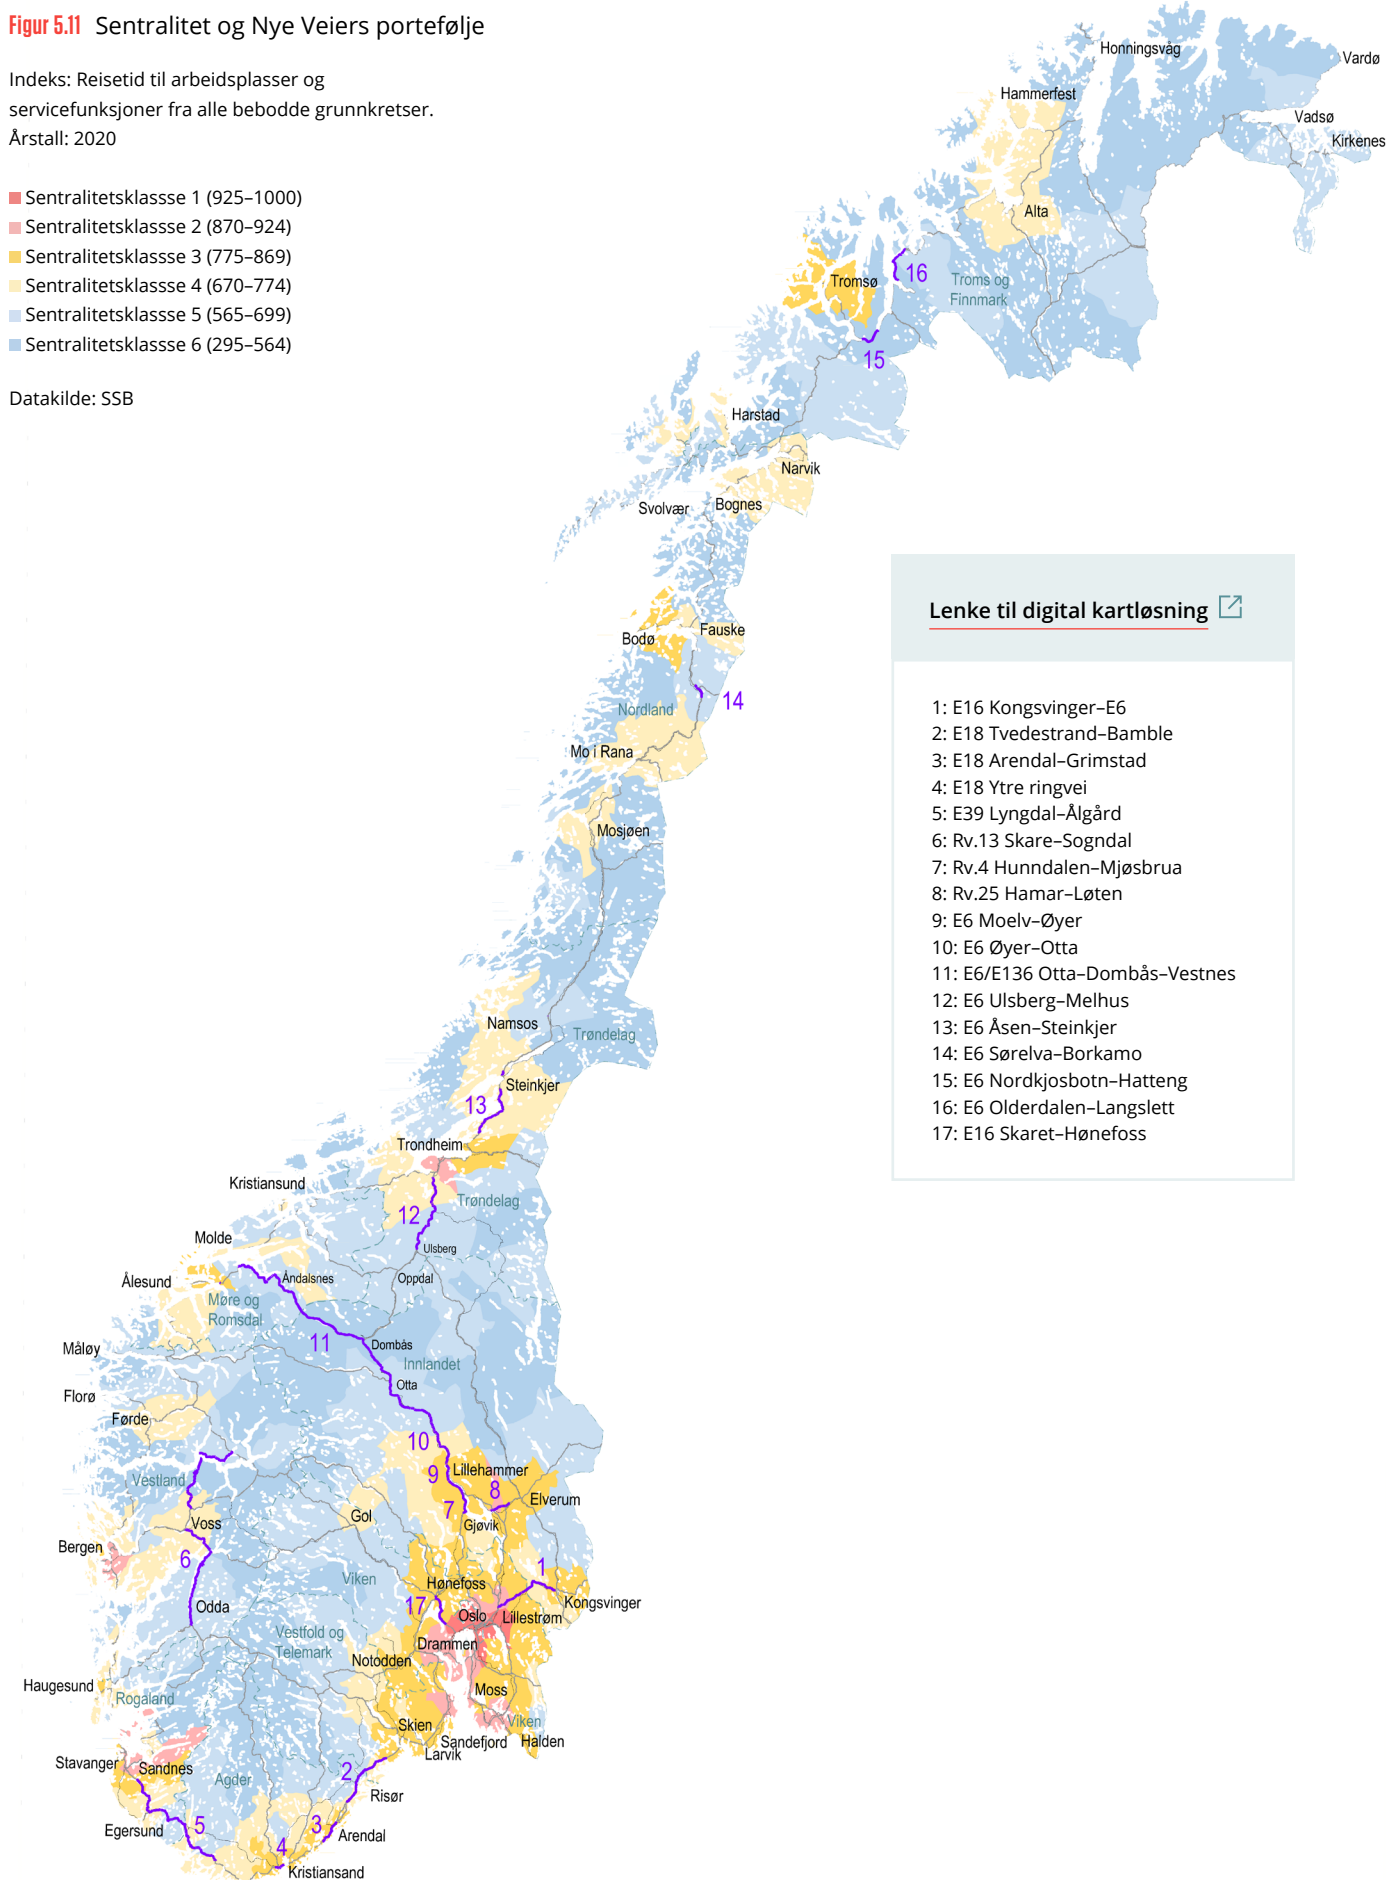 Figur 5.11 Sentralitet og Nye Veiers portefølje
Indeks: Reisetid til arbeidsplasser og
servicefunksjoner fra alle bebodde grunnkretser.
Årstall: 2020
Sentralitetsklassse 1 (925–1000)
Sentralitetsklassse 2 (870–924)
Sentralitetsklassse 3 (775–869)
Sentralitetsklassse 4 (670–774)
Sentralitetsklassse 5 (565–699)
Sentralitetsklassse 6 (295–564)
Datakilde: SSB
Honningsvåg
Vardø
Hammerfest
Vadsø
Kirkenes
Alta
16
Troms og
Finnmark
Tromsø
15
Harstad
Narvik
Svolvær
Bognes
Fauske
Bodø
14
Nordland
Mo i Rana
Mosjøen
Namsos
Trøndelag
Steinkjer
13
Trondheim
Kristiansund
Trøndelag
12
Molde
Ulsberg
Ålesund
Åndalsnes
Oppdal
Møre og
Romsdal
11
Måløy
Dombås
Innlandet
Otta
Florø
Førde
10
9
Lillehammer
Vestland
8
Elverum
7
Gjøvik
Gol
Voss
Bergen
6
1
Viken
Hønefoss
Kongsvinger
17
Odda
Oslo
Lillestrøm
Vestfold og
Telemark
Drammen
Notodden
Haugesund
Rogaland
Moss
Skien
Viken
Sandefjord
Halden
Larvik
Stavanger
Sandnes
2
Agder
Risør
Egersund
5
3
Arendal
4
Kristiansand
Lenke til digital kartløsning
1: E16 Kongsvinger–E6
2: E18 Tvedestrand–Bamble
3: E18 Arendal–Grimstad
4: E18 Ytre ringvei
5: E39 Lyngdal–Ålgård
6: Rv.13 Skare–Sogndal
7: Rv.4 Hunndalen–Mjøsbrua
8: Rv.25 Hamar–Løten
9: E6 Moelv–Øyer
10: E6 Øyer–Otta
11: E6/E136 Otta–Dombås–Vestnes
12: E6 Ulsberg–Melhus
13: E6 Åsen–Steinkjer
14: E6 Sørelva–Borkamo
15: E6 Nordkjosbotn–Hatteng
16: E6 Olderdalen–Langslett
17: E16 Skaret–Hønefoss